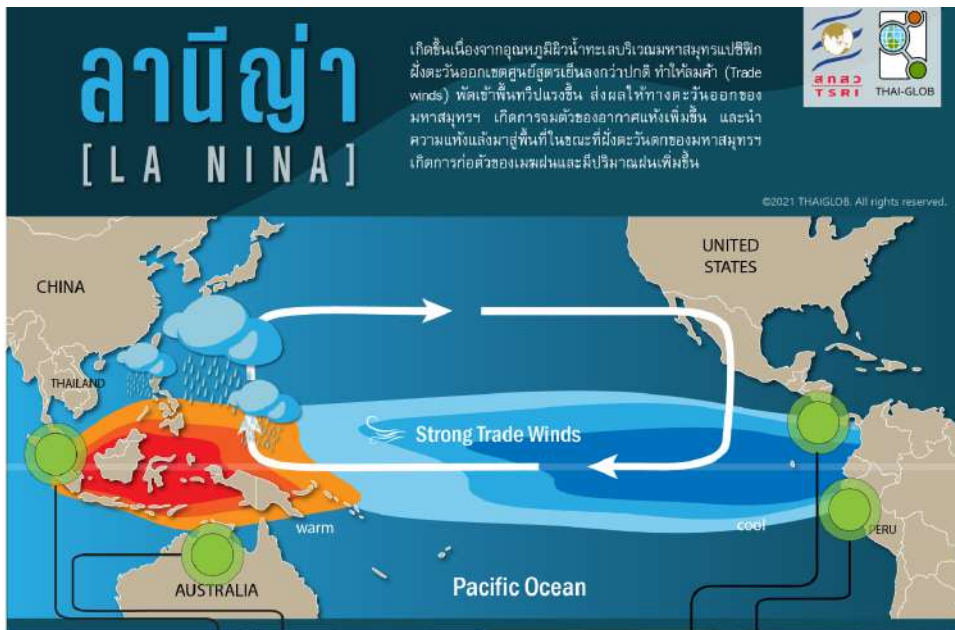 ลานีญ่า
[LA NINA]
เกิดขึ้นเนื่องจากอุณหภูมิผิวน้ำทะเลบริเวณมหาสมุทรแปซิฟิก
ฝั่งตะวันออกเขตศูนย์สูตรเย็นลงกว่าปกติ ทำให้ลมค้า (Trade
winds) พัดเข้าพื้นทวีปแรงขึ้น ส่งผลให้ทางตะวันออกของ
มหาสมุทรฯ เกิดการจมตัวของอากาศแห้งเพิ่มขึ้น และนำ
ความแห้งแล้งมาสู่พื้นที่ในขณะที่ฝั่งตะวันตกของมหาสมุทรฯ
เกิดการก่อตัวของเมฆฝนและมีปริมาณฝนเพิ่มขึ้น
สกสว
TSRI
THAI-GLOB
©2021 THAIGLOB. All rights reserved.
UNITED
STATES
CHINA
THAILAND
Strong Trade Winds
warm
cool
PERU
AUSTRALIA
Pacific Ocean